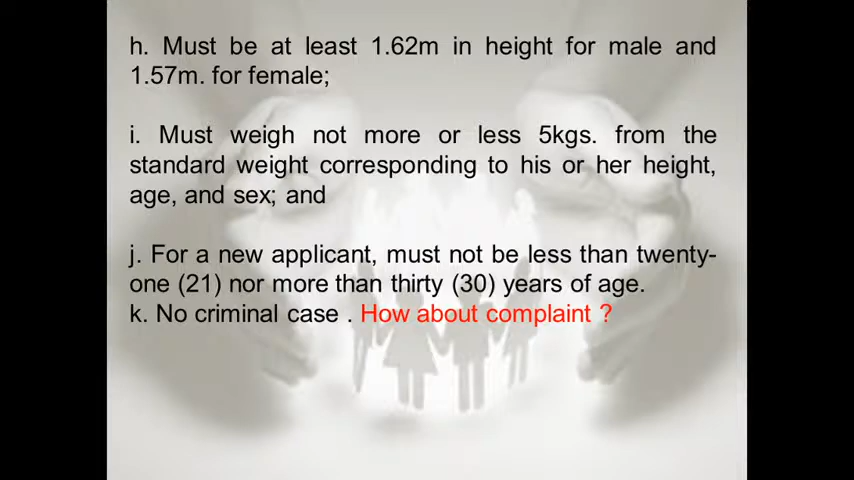 h. Must be at least 1.62m in height for male and
1.57m. for female;
i. Must weigh not more or less 5kgs. from the
standard weight corresponding to his or her height,
age, and sex; and
j. For a new applicant, must not be less than twenty-
one (21) nor more than thirty (30) years of age.
k. No criminal case . How about complaint ?